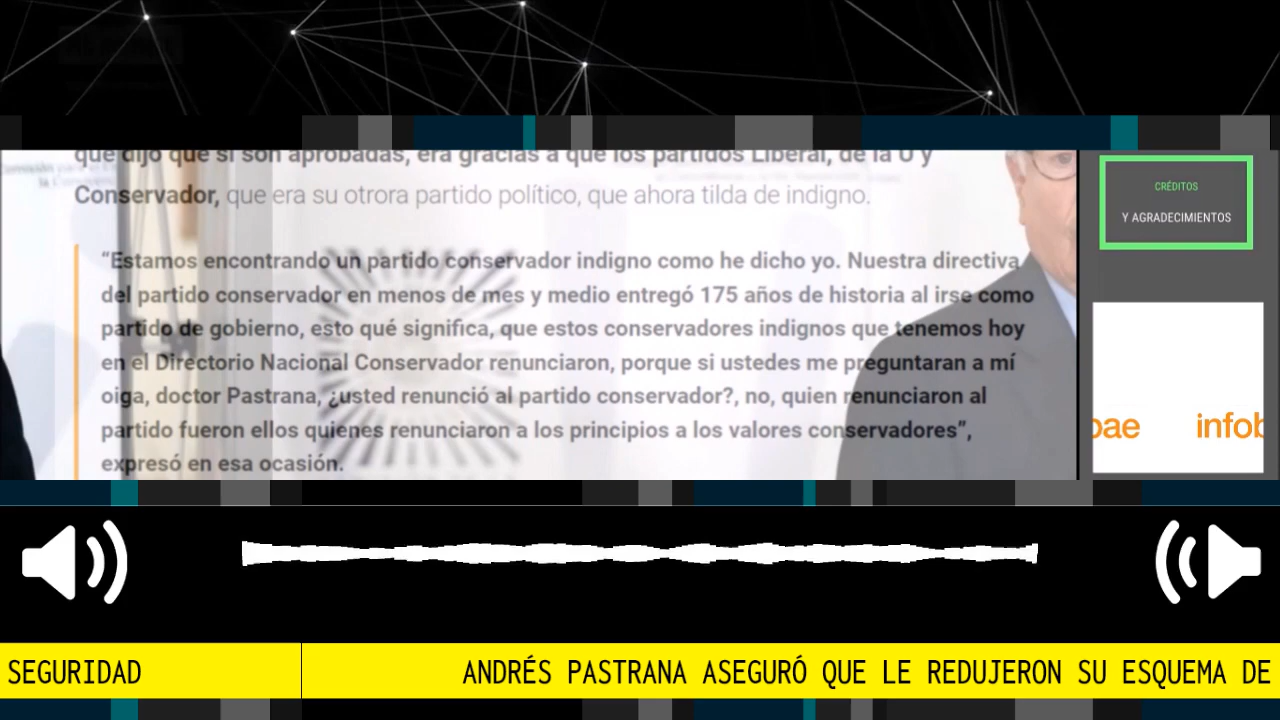 que dijo que si son aprobadas, era gracias a que los partidos Liberal, de la U y
Conservador, que era su otrora partido político, que ahora tilda de indigno.
“Estamos encontrando un partido conservador indigno como he dicho yo. Nuestra directiva
del partido conservador en menos de mes y medio entregó 175 años de historia al irse como
partido de gobierno, esto qué significa, que estos conservadores indignos que tenemos hoy
en el Directorio Nacional Conservador renunciaron, porque si ustedes me preguntaran a mí
oiga, doctor Pastrana, ¿usted renunció al partido conservador?, no, quien renunciaron al
partido fueron ellos quienes renunciaron a los principios a los valores conservadores”,
expresó en esa ocasión.
CRÉDITOS
Y AGRADECIMIENTOS
bae infob
SEGURIDAD
ANDRÉS PASTRANA ASEGURÓ QUE LE REDUJERON SU ESQUEMA DE